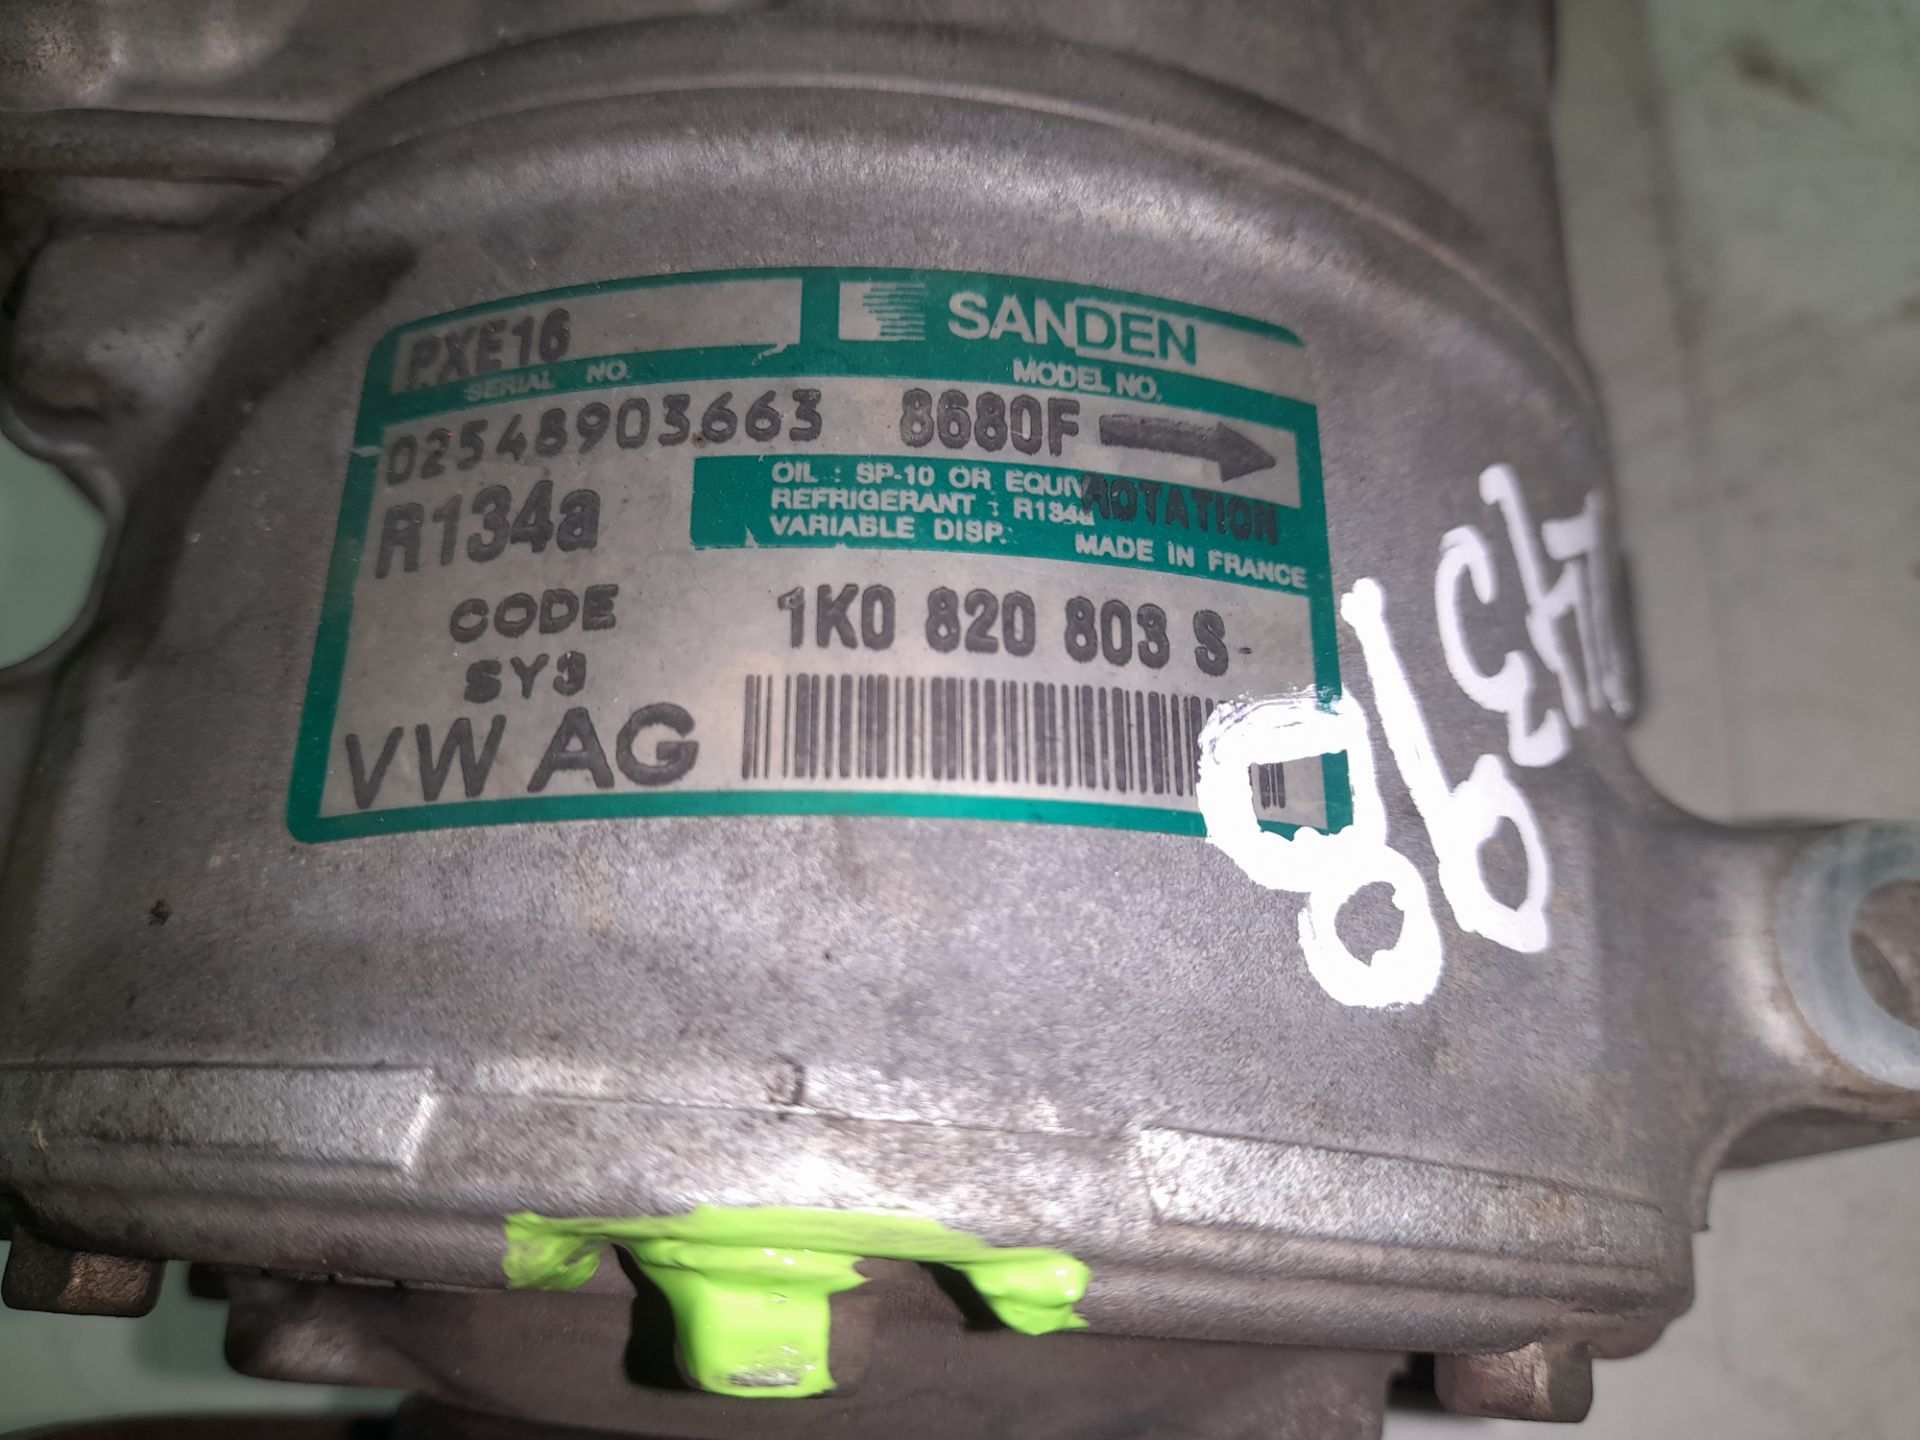 PXE16
SANDEN
SERIAL NO.
MODEL NO.
02548903663 8680F
R134a
OIL : SP-10 OR EQUIV
REFRIGERANT : R134a
VARIABLE DISP.
ROTATION
MADE IN FRANCE
CODE
SY3
1K0 820 803 S
VW AG